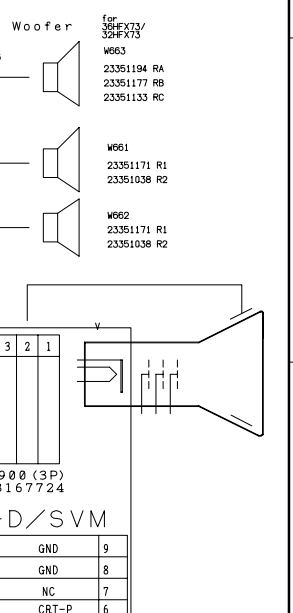 Woofer
for
36HFX73/
32HFX73
W663
23351194 RA
23351177 RB
23351133 RC
W661
23351171 R1
23351038 R2
W662
23351171 R1
23351038 R2
V
3 2 1
900 (3P)
3167724
-D/SVM
GND 9
GND 8
NC 7
CRT-P 6